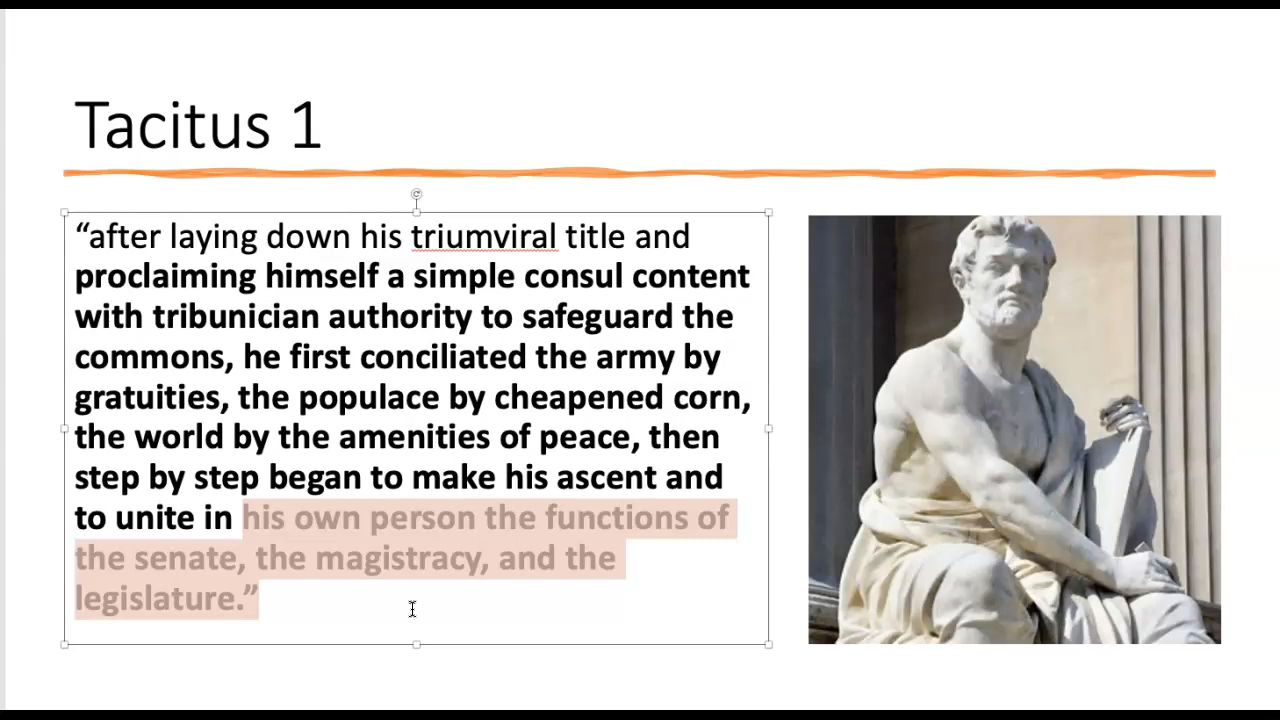 Tacitus 1
“after laying down his triumviral title and
proclaiming himself a simple consul content
with tribunician authority to safeguard the
commons, he first conciliated the army by
gratuities, the populace by cheapened corn,
the world by the amenities of peace, then
step by step began to make his ascent and
to unite in his own person the functions of
the senate, the magistracy, and the
legislature.”